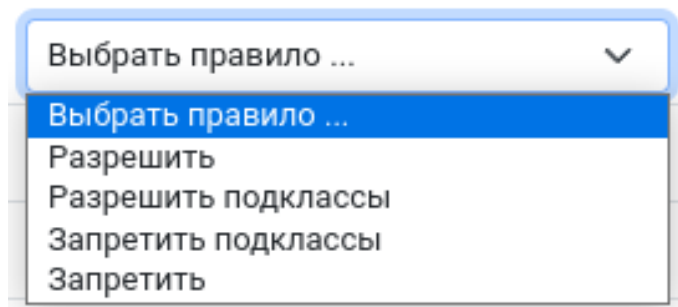 Выбрать правило ...
Выбрать правило ...
Разрешить
Разрешить подклассы
Запретить подклассы
Запретить